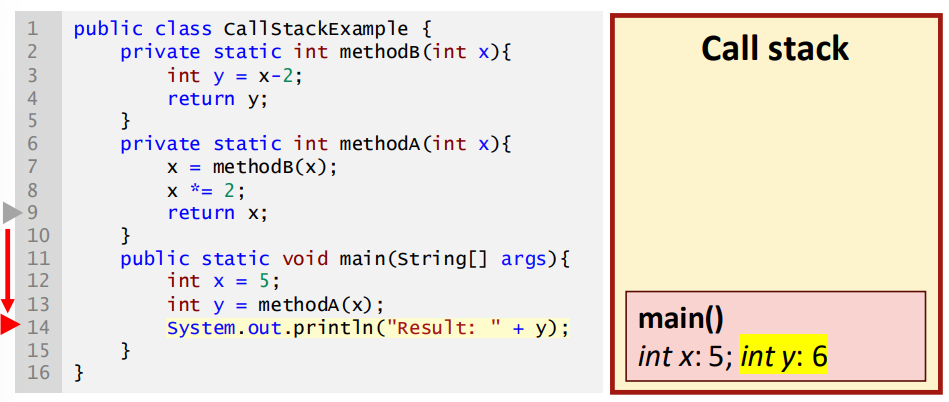 1 public class CallStackExample {
2 private static int methodB(int x){
3 int y = x-2;
4 return y;
5 }
6 private static int methodA(int x){
7 x = methodB(x);
8 x *= 2;
9 return x;
10 }
11 public static void main(String[] args){
12 int x = 5;
13 int y = methodA(x);
14 System.out.println("Result: " + y);
15 }
16 }
Call stack
main()
int x: 5; int y: 6